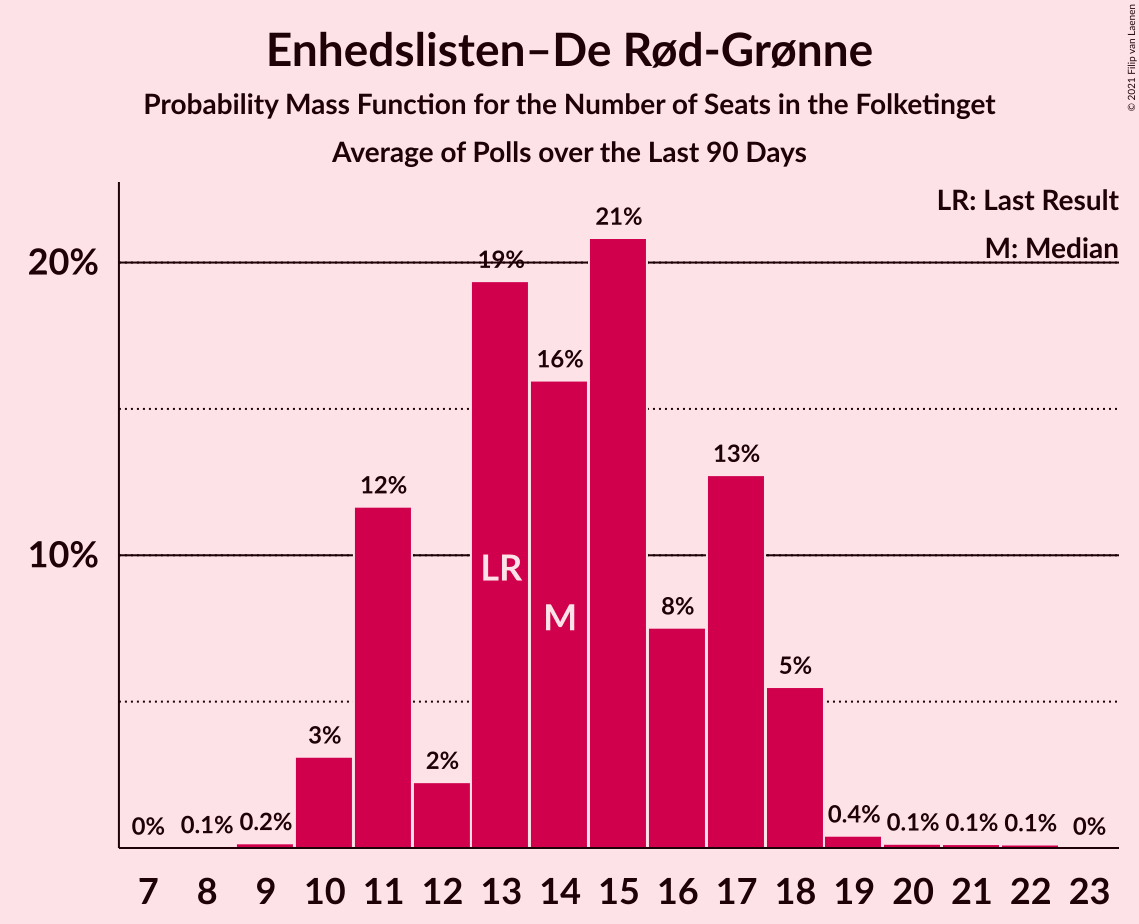 Enhedslisten–De Rød-Grønne
Probability Mass Function for the Number of Seats in the Folketinget
Average of Polls over the Last 90 Days
© 2021 Filip van Laenen
LR: Last Result
M: Median
20%
10%
0%
0.1%
0.2%
3%
12%
2%
19%
16%
21%
8%
13%
5%
0.4%
0.1%
0.1%
0.1%
0%
LR
M
7 8 9 10 11 12 13 14 15 16 17 18 19 20 21 22 23